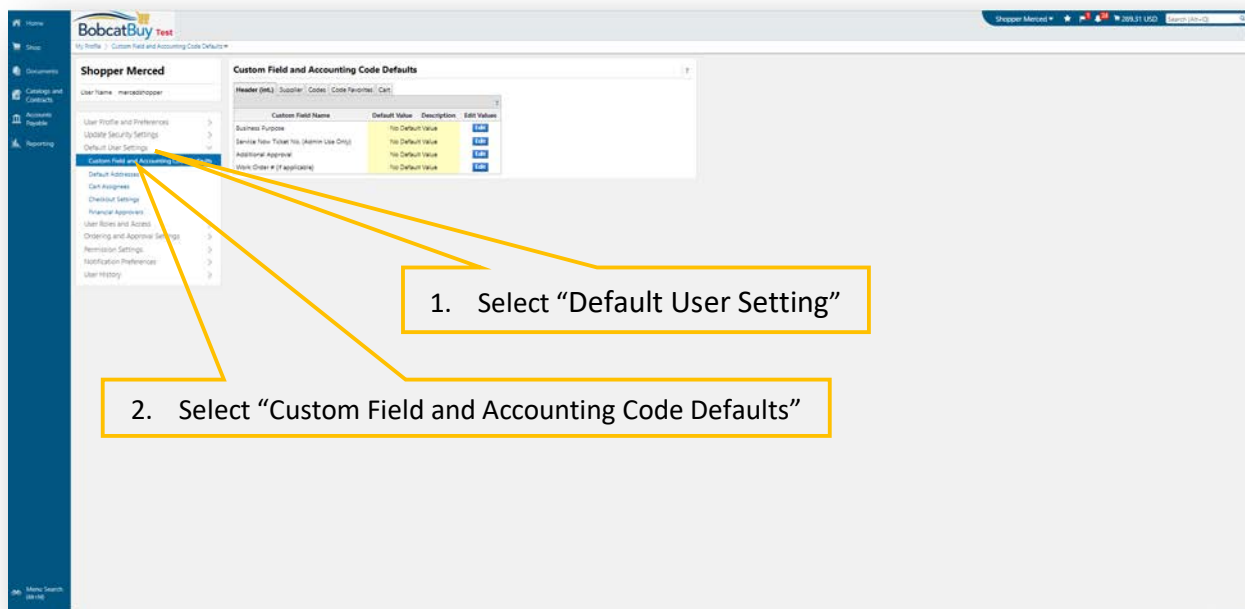 Home
Shop
Documents
Catalogs and
Contracts
Accounts
Payable
Reporting
Menu Search
BobcatBuy Test
Shopper Merced 289.31 USD Search (Alt+Q)
My Profile > Custom Field and Accounting Code Defaults
Shopper Merced
User Name mercedshopper
User Profile and Preferences
Update Security Settings
Default User Settings
Custom Field and Accounting Code Defaults
Default Addresses
Cart Assignees
Checkout Settings
Financial Approvers
User Roles and Access
Ordering and Approval Settings
Permission Settings
Notification Preferences
User History
Custom Field and Accounting Code Defaults ?
Header (int.) Supplier Codes Code Favorites Cart
?
Custom Field Name Default Value Description Edit Values
Business Purpose No Default Value Edit
Service Now Ticket No. (Admin Use Only) No Default Value Edit
Additional Approval No Default Value Edit
Work Order # (if applicable) No Default Value Edit
1. Select “Default User Setting”
2. Select “Custom Field and Accounting Code Defaults”